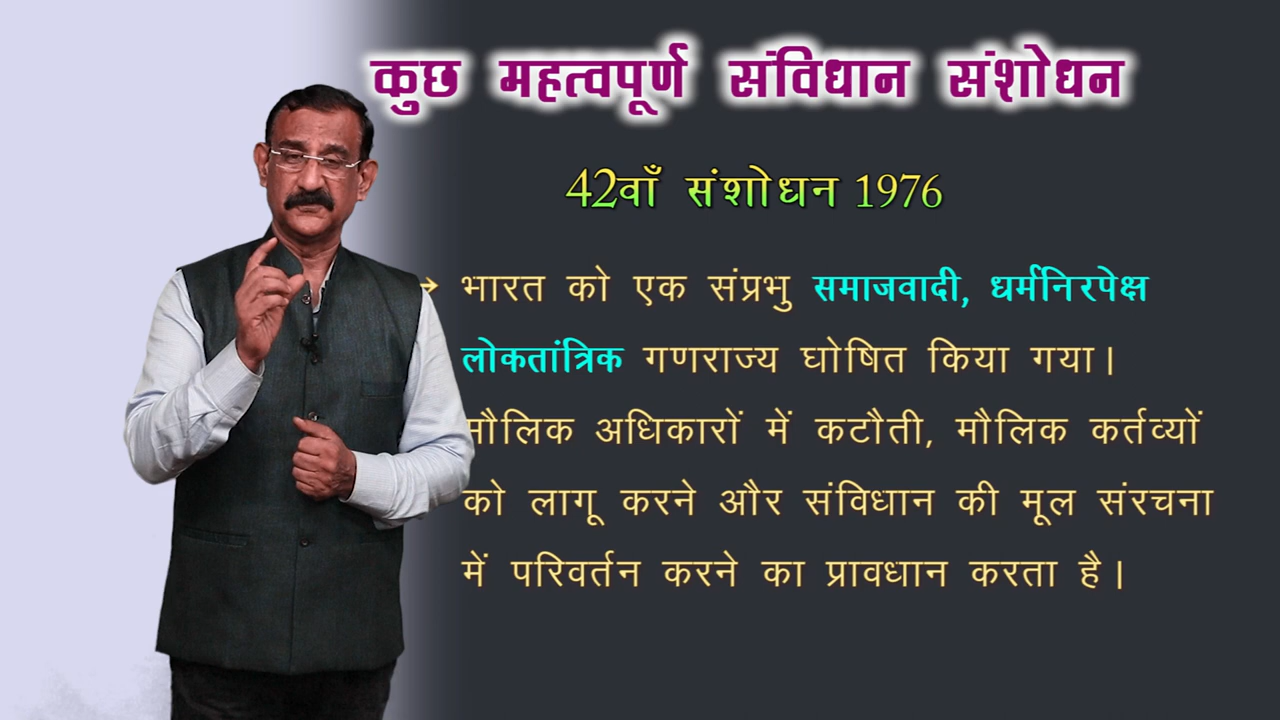 कुछ महत्वपूर्ण संविधान संशोधन
42वाँ संशोधन 1976
→ भारत को एक संप्रभु समाजवादी, धर्मनिरपेक्ष
लोकतांत्रिक गणराज्य घोषित किया गया।
मौलिक अधिकारों में कटौती, मौलिक कर्तव्यों
को लागू करने और संविधान की मूल संरचना
में परिवर्तन करने का प्रावधान करता है।